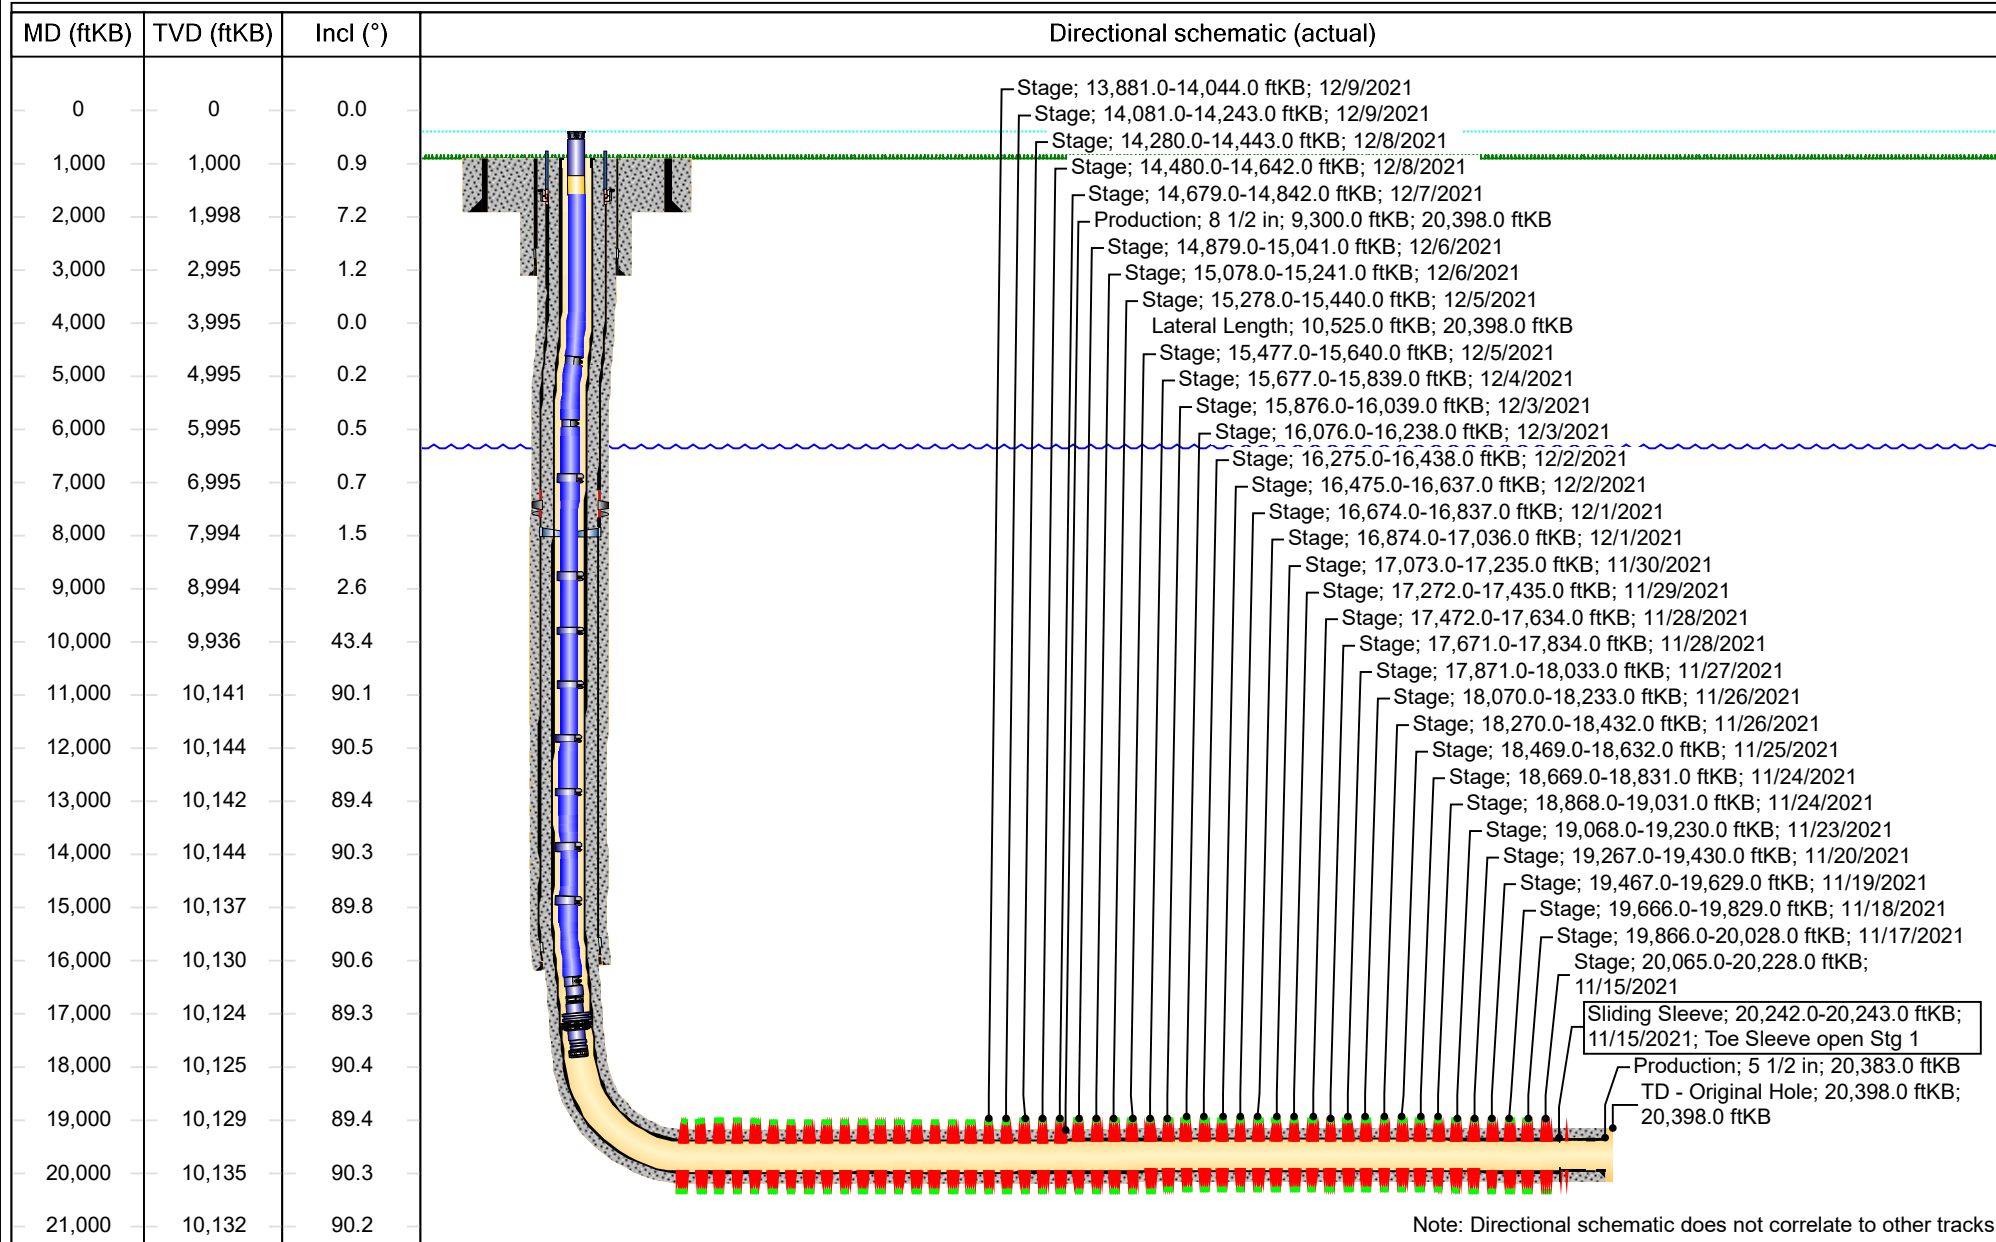 MD (ftKB) TVD (ftKB) Incl (°) Directional schematic (actual)
0 0 0.0
1,000 1,000 0.9
2,000 1,998 7.2
3,000 2,995 1.2
4,000 3,995 0.0
5,000 4,995 0.2
6,000 5,995 0.5
7,000 6,995 0.7
8,000 7,994 1.5
9,000 8,994 2.6
10,000 9,936 43.4
11,000 10,141 90.1
12,000 10,144 90.5
13,000 10,142 89.4
14,000 10,144 90.3
15,000 10,137 89.8
16,000 10,130 90.6
17,000 10,124 89.3
18,000 10,125 90.4
19,000 10,129 89.4
20,000 10,135 90.3
21,000 10,132 90.2
Stage; 13,881.0-14,044.0 ftKB; 12/9/2021
Stage; 14,081.0-14,243.0 ftKB; 12/9/2021
Stage; 14,280.0-14,443.0 ftKB; 12/8/2021
Stage; 14,480.0-14,642.0 ftKB; 12/8/2021
Stage; 14,679.0-14,842.0 ftKB; 12/7/2021
Production; 8 1/2 in; 9,300.0 ftKB; 20,398.0 ftKB
Stage; 14,879.0-15,041.0 ftKB; 12/6/2021
Stage; 15,078.0-15,241.0 ftKB; 12/6/2021
Stage; 15,278.0-15,440.0 ftKB; 12/5/2021
Lateral Length; 10,525.0 ftKB; 20,398.0 ftKB
Stage; 15,477.0-15,640.0 ftKB; 12/5/2021
Stage; 15,677.0-15,839.0 ftKB; 12/4/2021
Stage; 15,876.0-16,039.0 ftKB; 12/3/2021
Stage; 16,076.0-16,238.0 ftKB; 12/3/2021
Stage; 16,275.0-16,438.0 ftKB; 12/2/2021
Stage; 16,475.0-16,637.0 ftKB; 12/2/2021
Stage; 16,674.0-16,837.0 ftKB; 12/1/2021
Stage; 16,874.0-17,036.0 ftKB; 12/1/2021
Stage; 17,073.0-17,235.0 ftKB; 11/30/2021
Stage; 17,272.0-17,435.0 ftKB; 11/29/2021
Stage; 17,472.0-17,634.0 ftKB; 11/28/2021
Stage; 17,671.0-17,834.0 ftKB; 11/28/2021
Stage; 17,871.0-18,033.0 ftKB; 11/27/2021
Stage; 18,070.0-18,233.0 ftKB; 11/26/2021
Stage; 18,270.0-18,432.0 ftKB; 11/26/2021
Stage; 18,469.0-18,632.0 ftKB; 11/25/2021
Stage; 18,669.0-18,831.0 ftKB; 11/24/2021
Stage; 18,868.0-19,031.0 ftKB; 11/24/2021
Stage; 19,068.0-19,230.0 ftKB; 11/23/2021
Stage; 19,267.0-19,430.0 ftKB; 11/20/2021
Stage; 19,467.0-19,629.0 ftKB; 11/19/2021
Stage; 19,666.0-19,829.0 ftKB; 11/18/2021
Stage; 19,866.0-20,028.0 ftKB; 11/17/2021
Stage; 20,065.0-20,228.0 ftKB;
11/15/2021
Sliding Sleeve; 20,242.0-20,243.0 ftKB;
11/15/2021; Toe Sleeve open Stg 1
Production; 5 1/2 in; 20,383.0 ftKB
TD - Original Hole; 20,398.0 ftKB;
20,398.0 ftKB
Note: Directional schematic does not correlate to other tracks